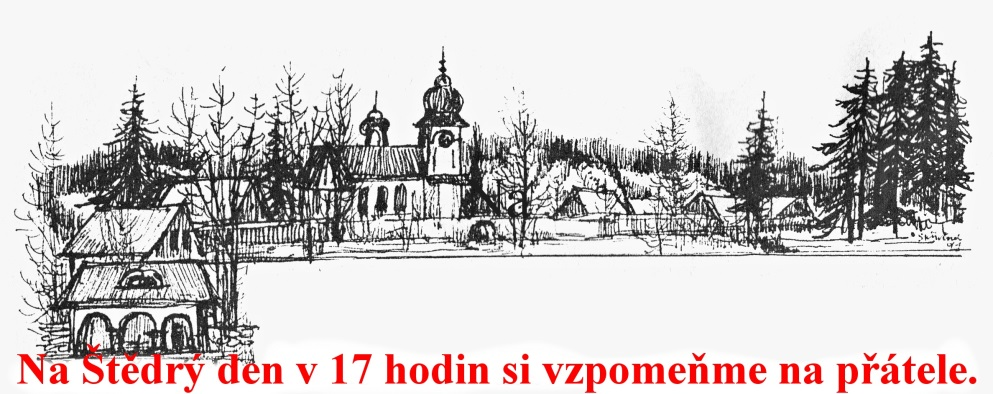 Na Štědrý den v 17 hodin si vzpomeňme na přátele.